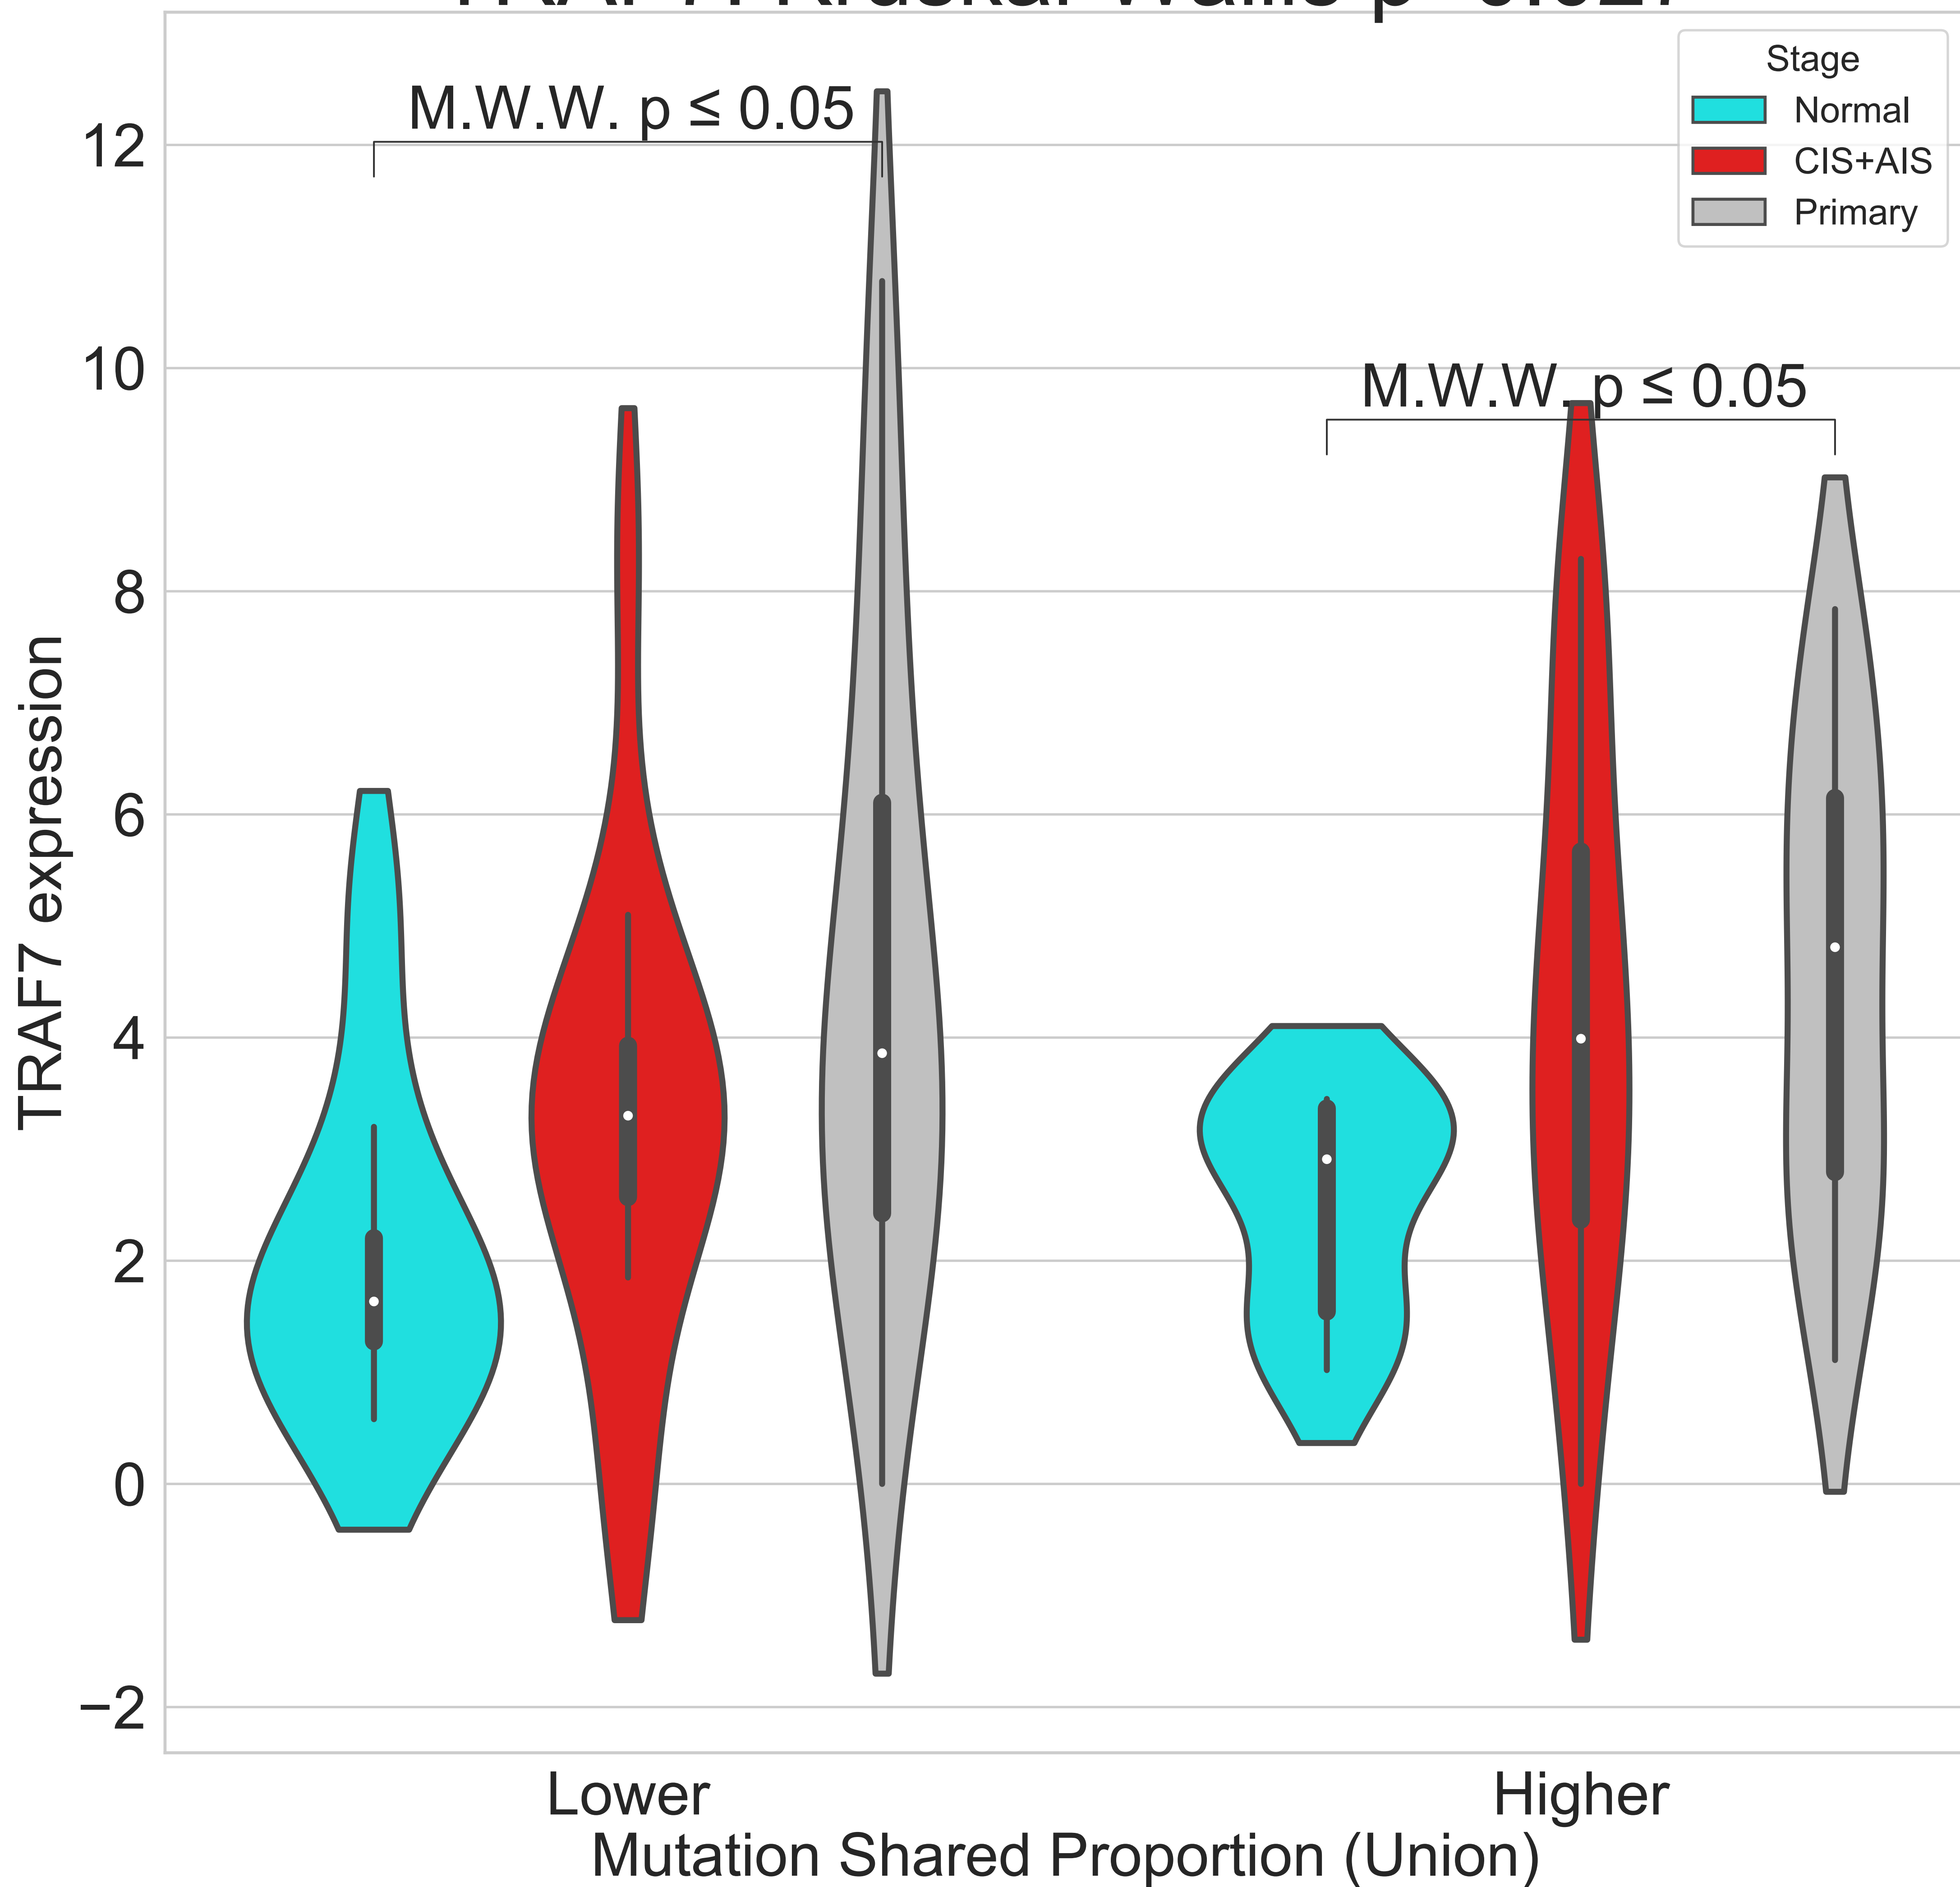 M.W.W. p ≤ 0.05
Stage
Normal
CIS+AIS
Primary
M.W.W. p ≤ 0.05
12
10
8
6
4
2
0
−2
TRAF7 expression
Lower
Higher
Mutation Shared Proportion (Union)